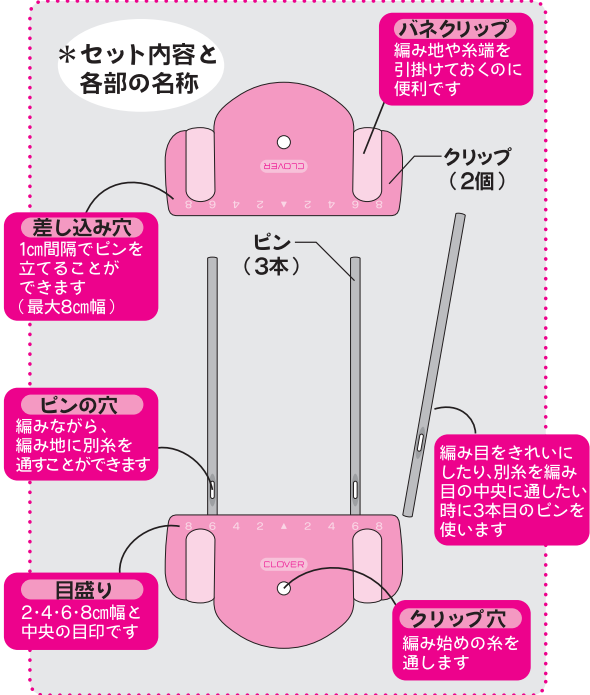 ＊セット内容と
各部の名称
バネクリップ
編み地や糸端を
引掛けておくのに
便利です
クリップ
（2個）
CLOVER
8 6 4 2 ▲ 2 4 6 8
差し込み穴
1㎝間隔でピンを
立てることが
できます
（最大8㎝幅）
ピン
（3本）
ピンの穴
編みながら、
編み地に別糸を
通すことができます
編み目をきれいに
したり、別糸を編み
目の中央に通したい
時に3本目のピンを
使います
8 6 4 2 ▲ 2 4 6 8
CLOVER
目盛り
2・4・6・8㎝幅と
中央の目印です
クリップ穴
編み始めの糸を
通します